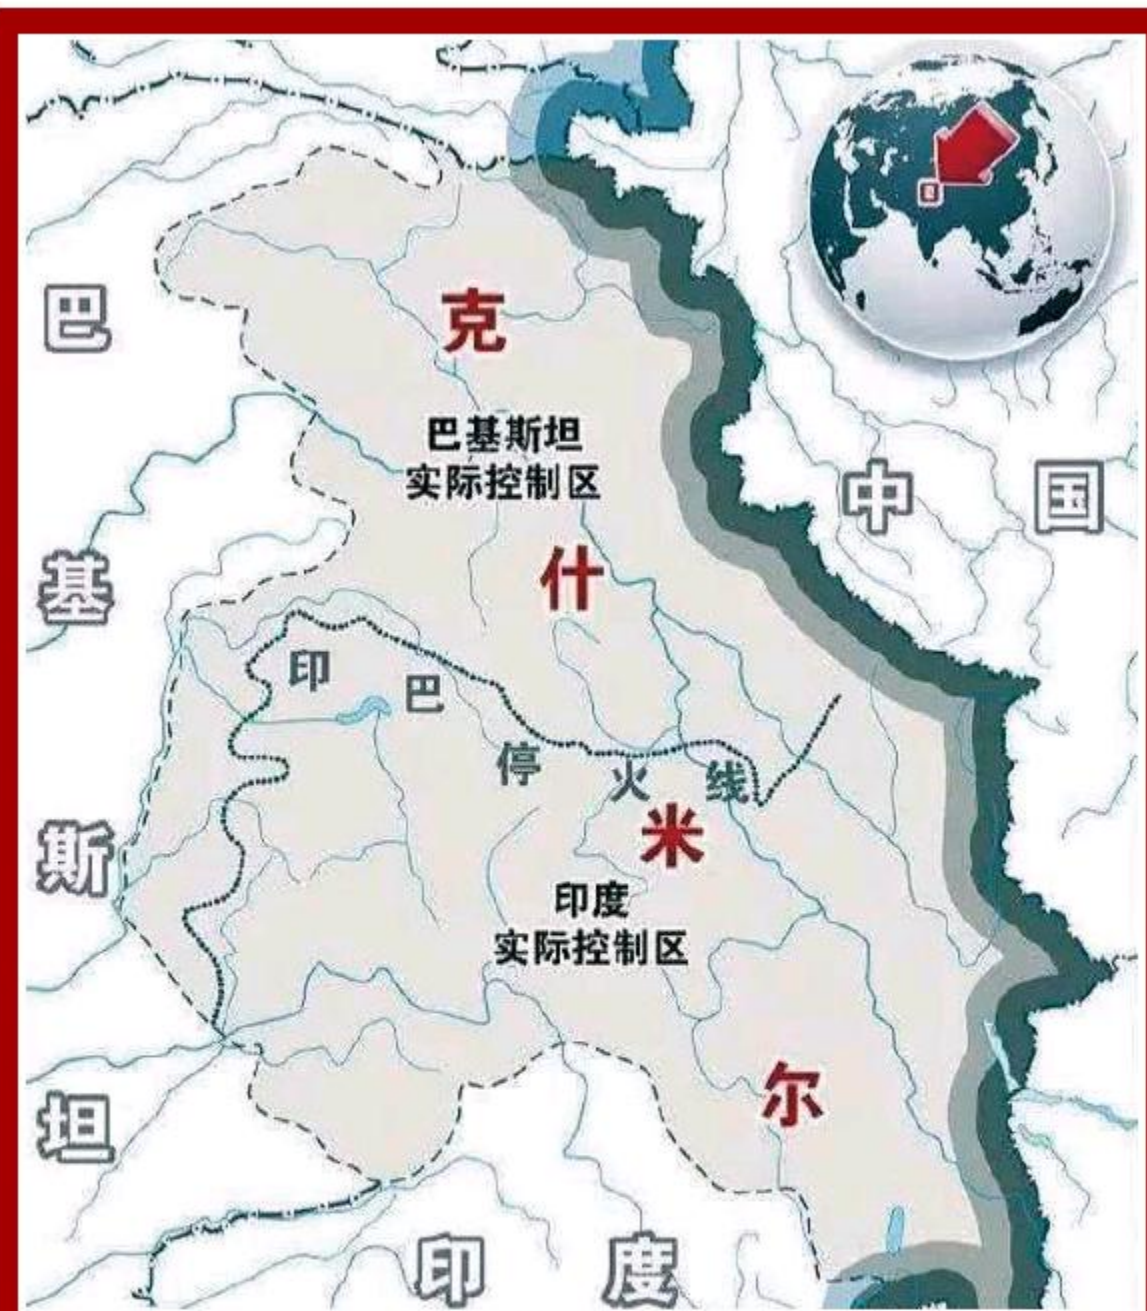 克什米尔
巴基斯坦
实际控制区
印巴停火线
印度
实际控制区
巴基斯坦
中国
印度